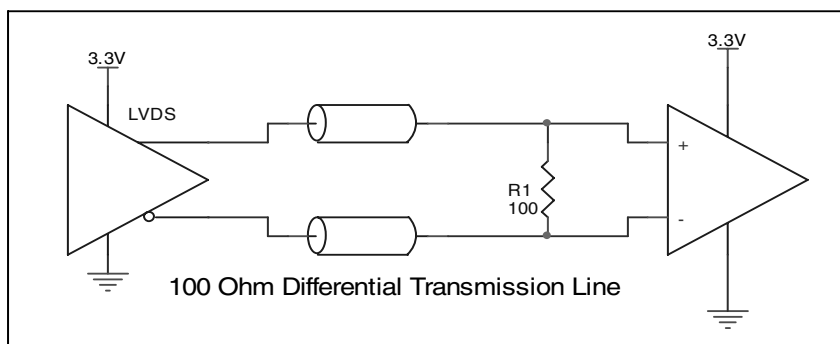 3.3V
3.3V
LVDS
+
R1
100
-
100 Ohm Differential Transmission Line